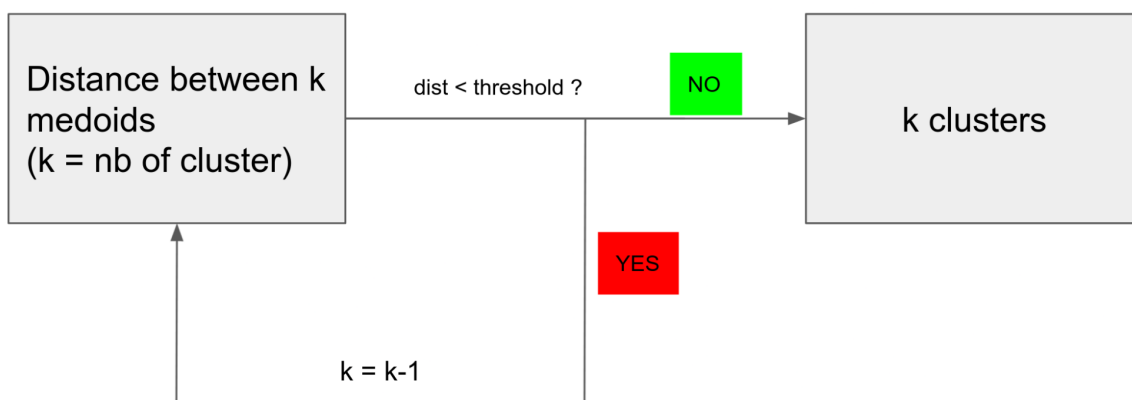 Distance between k
medoids
(k = nb of cluster)
dist < threshold ?
NO
k clusters
YES
k = k-1